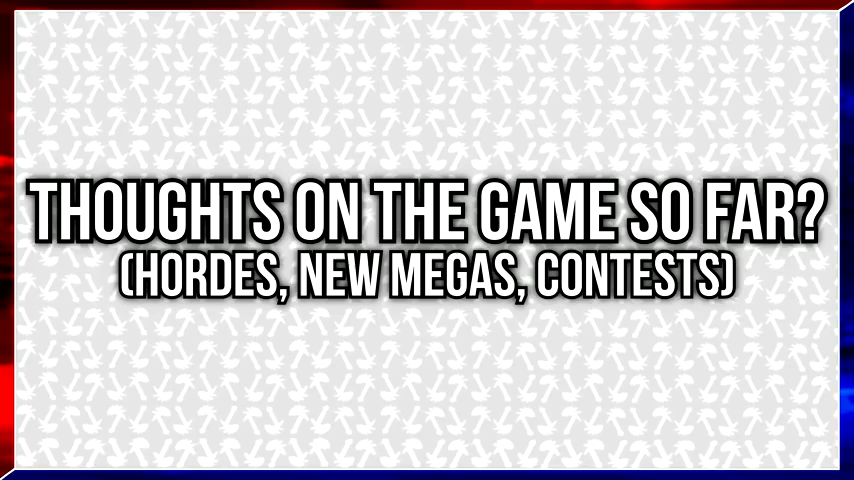 THOUGHTS ON THE GAME SO FAR?
(HORDES, NEW MEGAS, CONTESTS)